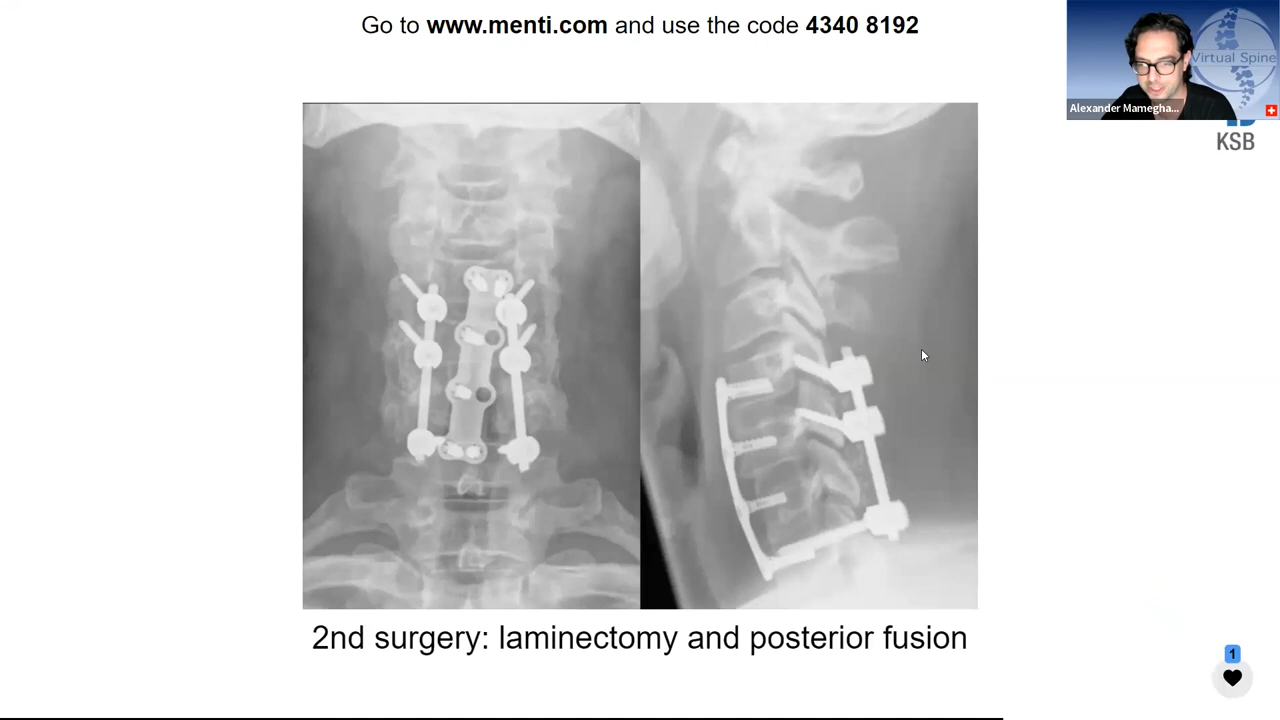 Go to www.menti.com and use the code 4340 8192
Virtual Spine
Alexander Mamegha...
KSB
2nd surgery: laminectomy and posterior fusion
1